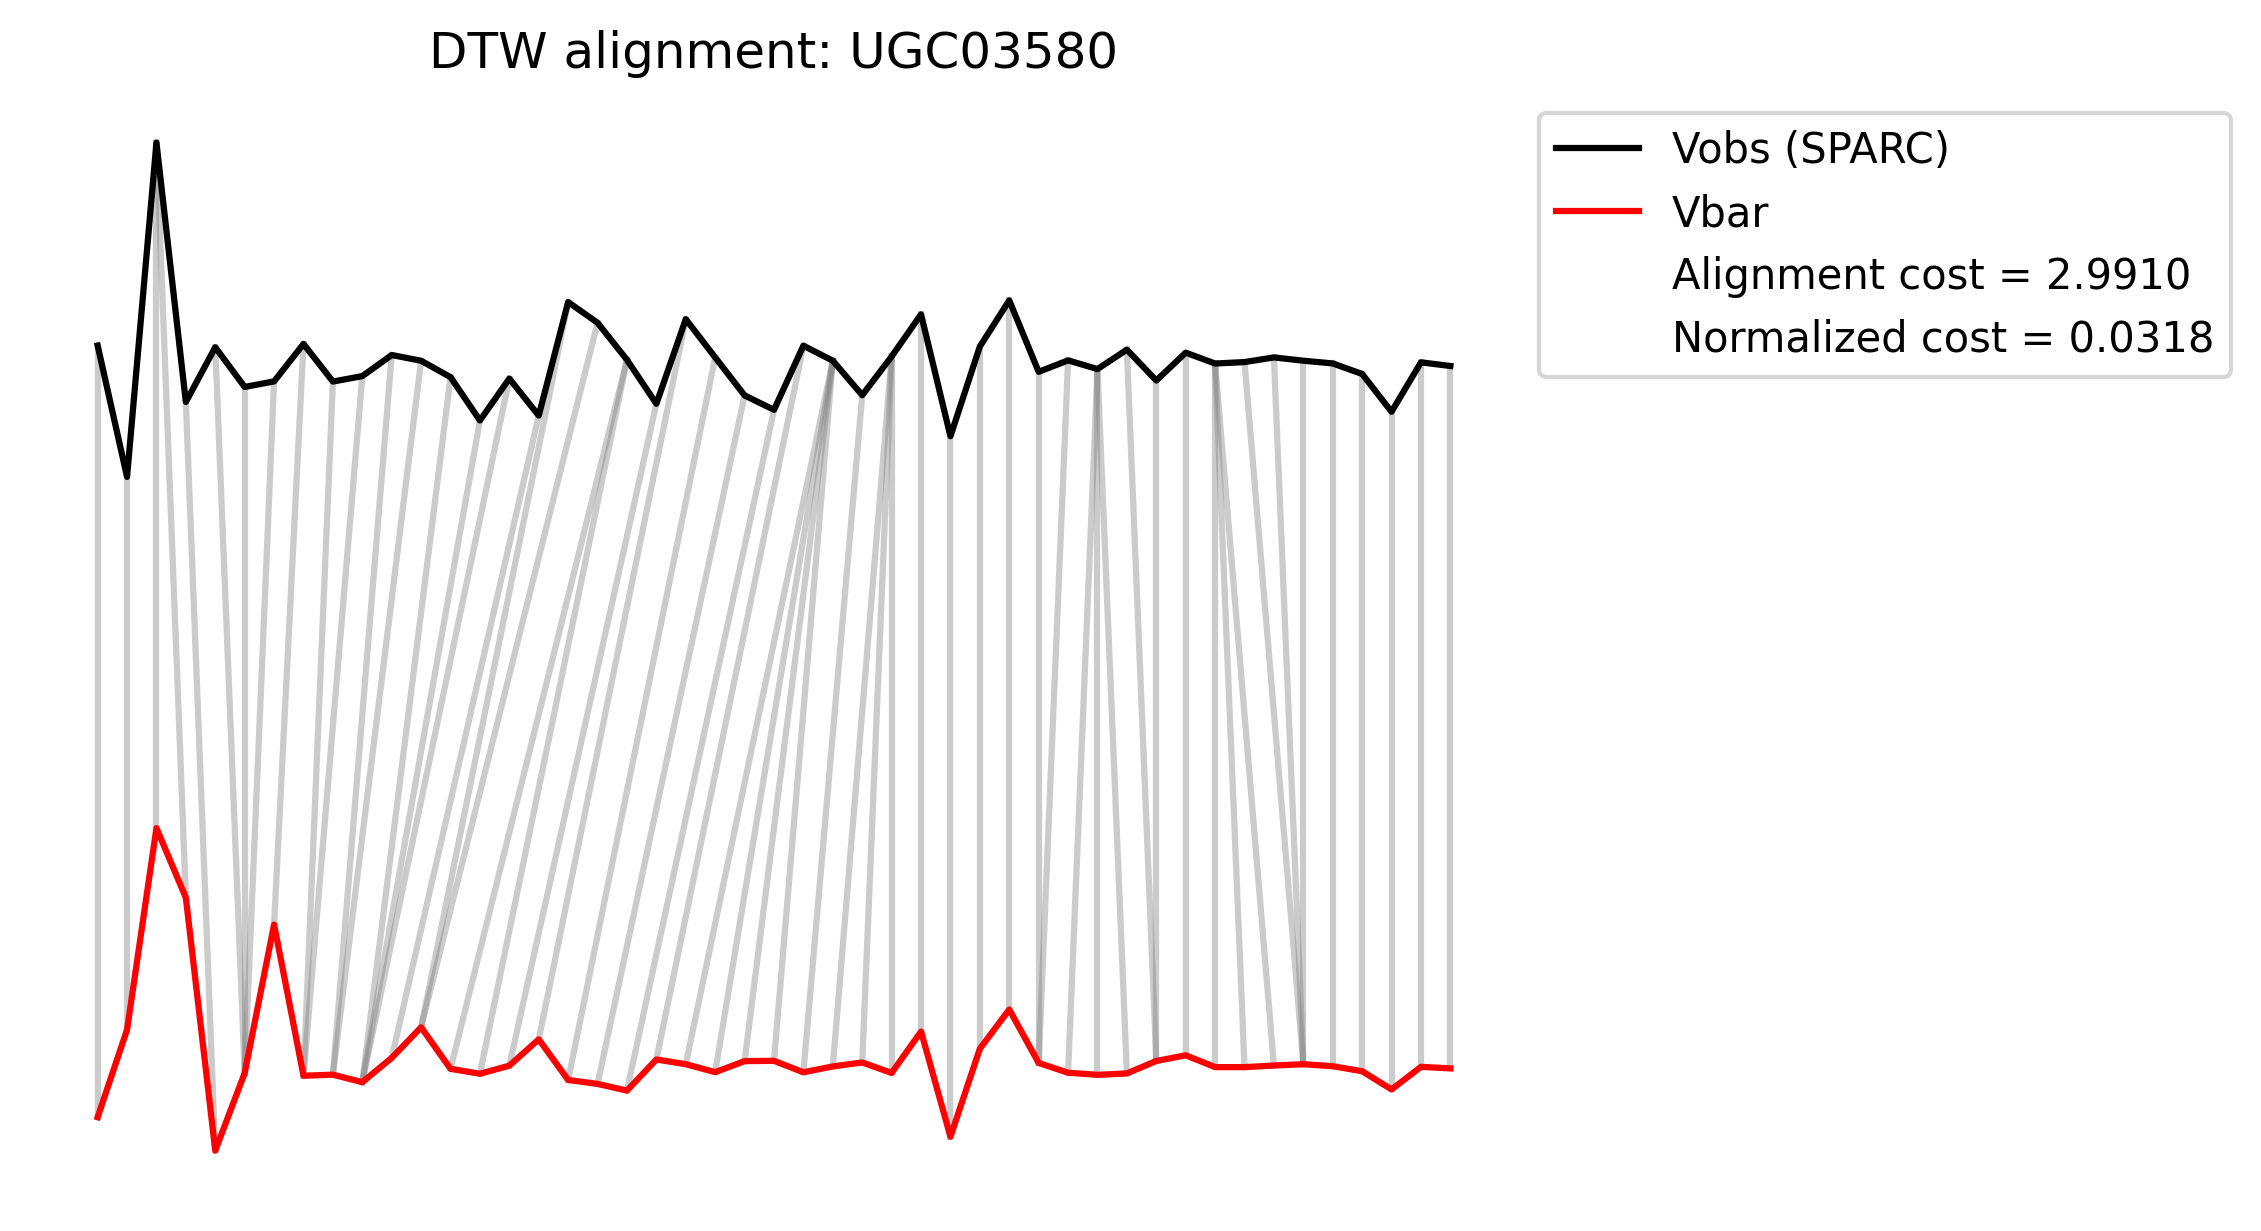 DTW alignment: UGC03580
Vobs (SPARC)
Vbar
Alignment cost = 2.9910
Normalized cost = 0.0318